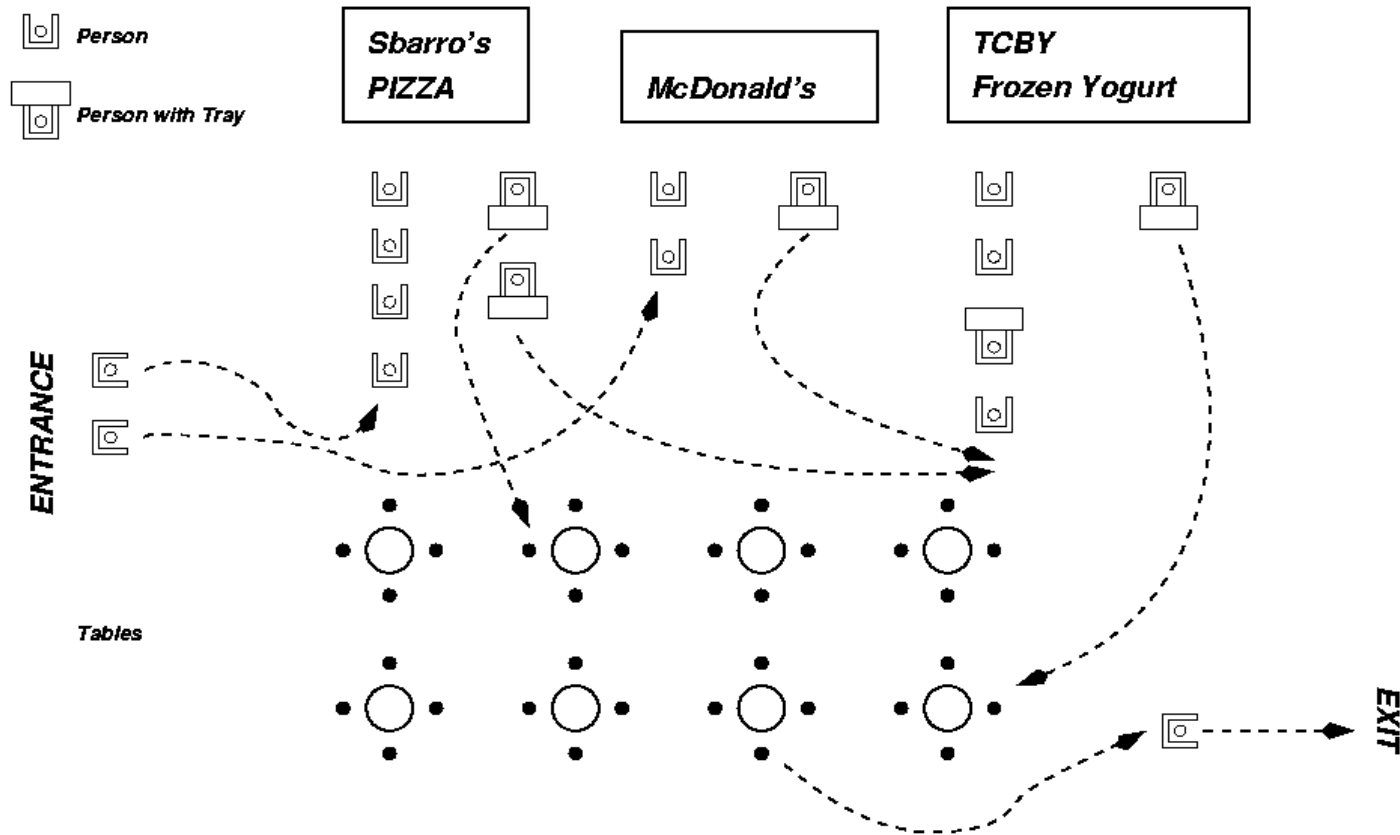 Person
Person with Tray
Sbarro's
PIZZA
McDonald's
TCBY
Frozen Yogurt
ENTRANCE
Tables
EXIT